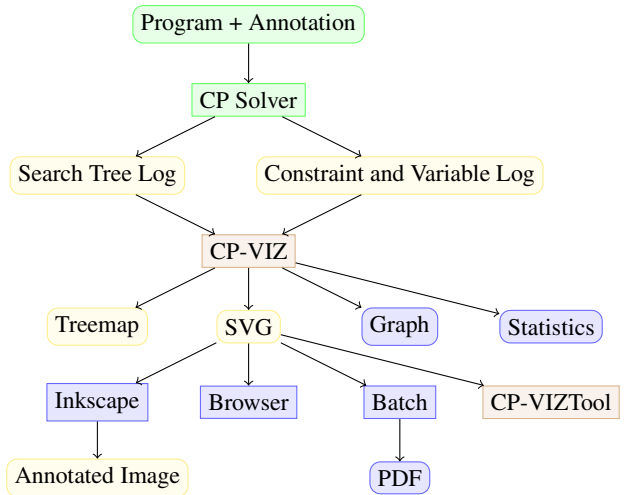 Program + Annotation
CP Solver
Search Tree Log
Constraint and Variable Log
CP-VIZ
Treemap
SVG
Graph
Statistics
Inkscape
Browser
Batch
CP-VIZTool
Annotated Image
PDF